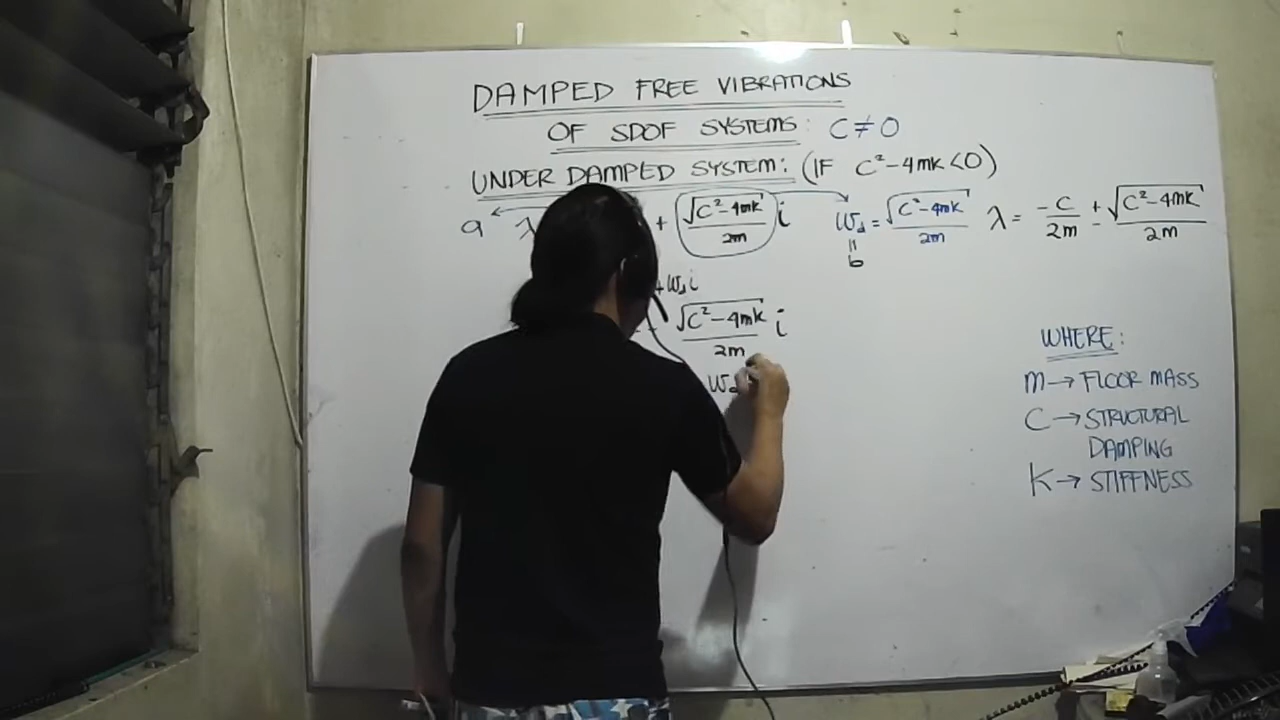 DAMPED FREE VIBRATIONS
OF SDOF SYSTEMS: C ≠ 0
UNDER DAMPED SYSTEM: (IF C² - 4mk < 0)
a ← λ + √(C² - 4mk)/2m i → ω_d = √(C² - 4mk)/2m λ = -C/2m ± √(C² - 4mk)/2m
"
b
+ω_d i
- √(C² - 4mk)/2m i
ω_d
WHERE:
m → FLOOR MASS
C → STRUCTURAL
DAMPING
K → STIFFNESS